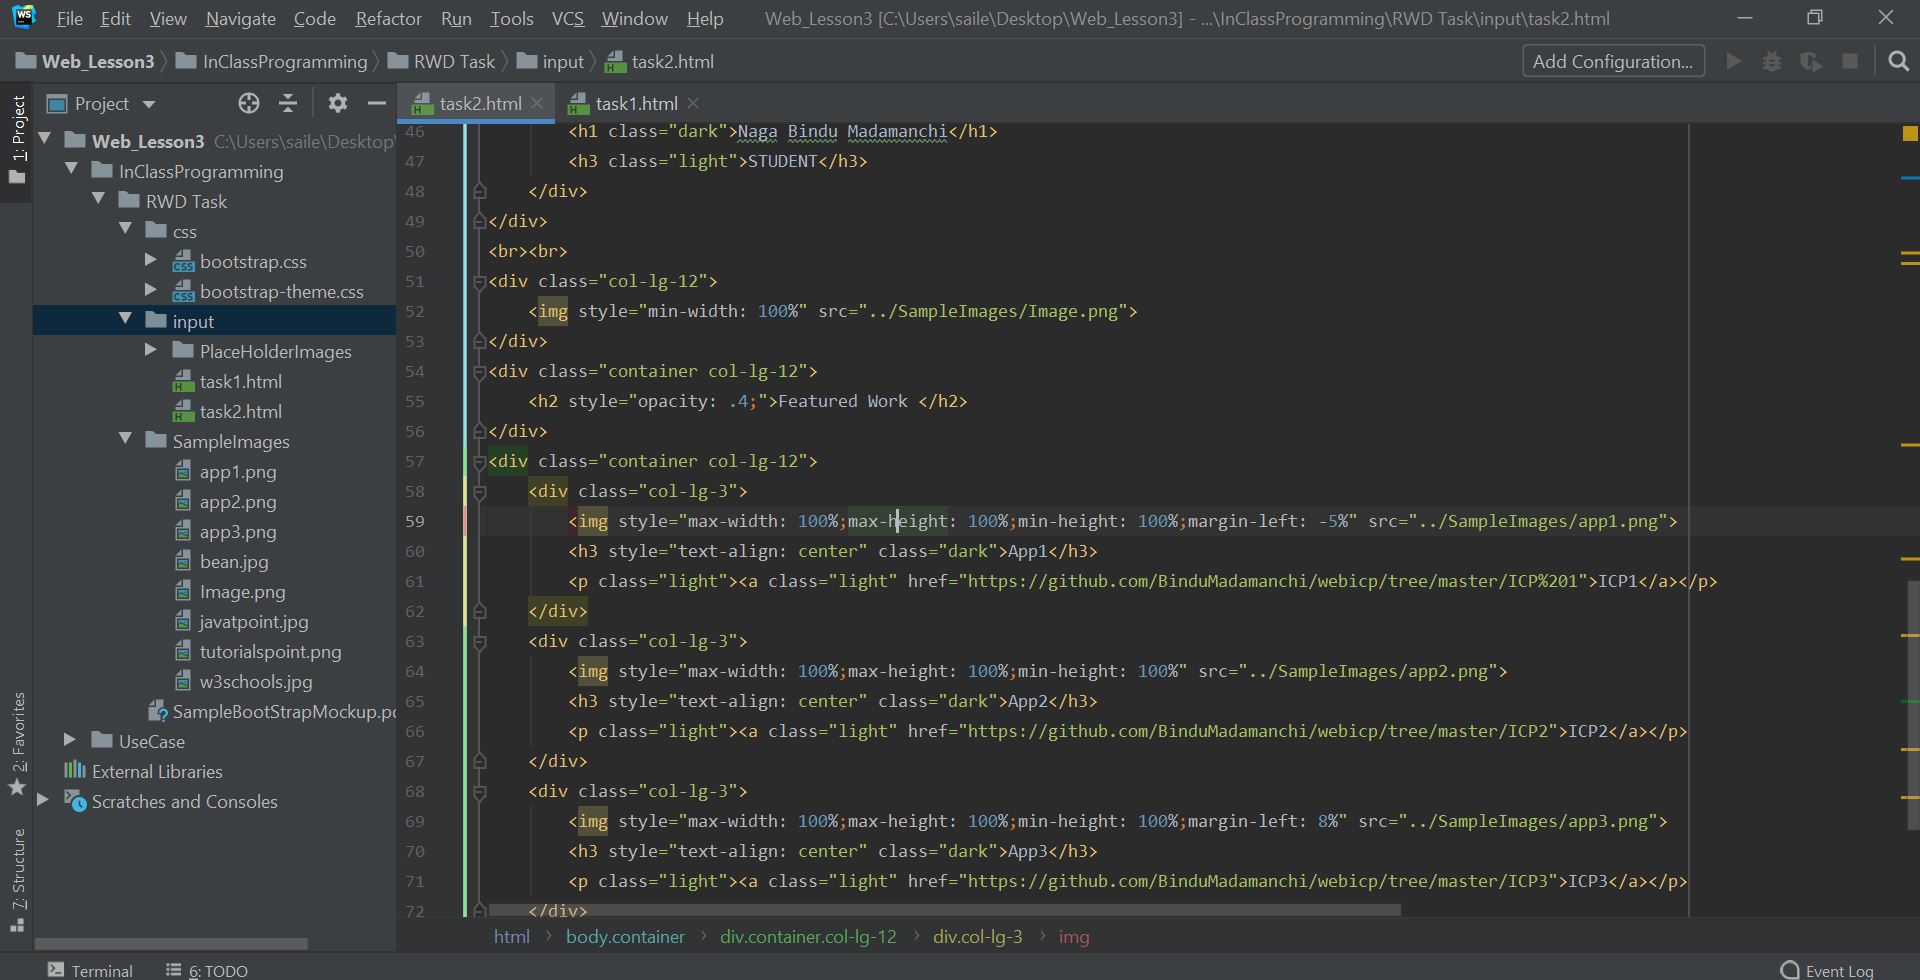 WS File Edit View Navigate Code Refactor Run Tools VCS Window Help Web_Lesson3 [C:\Users\saile\Desktop\Web_Lesson3] - ...\InClassProgramming\RWD Task\input\task2.html
Web_Lesson3 InClassProgramming RWD Task input task2.html Add Configuration...
1: Project
2: Favorites
7: Structure
Project
Web_Lesson3 C:\Users\saile\Desktop\
InClassProgramming
RWD Task
css
bootstrap.css
bootstrap-theme.css
input
PlaceHolderImages
task1.html
task2.html
SampleImages
app1.png
app2.png
app3.png
bean.jpg
Image.png
javatpoint.jpg
tutorialspoint.png
w3schools.jpg
SampleBootStrapMockup.pd
UseCase
External Libraries
Scratches and Consoles
task2.html task1.html
46 <h1 class="dark">Naga Bindu Madamanchi</h1>
47 <h3 class="light">STUDENT</h3>
48 </div>
49 </div>
50 <br><br>
51 <div class="col-lg-12">
52 <img style="min-width: 100%" src="../SampleImages/Image.png">
53 </div>
54 <div class="container col-lg-12">
55 <h2 style="opacity: .4;">Featured Work </h2>
56 </div>
57 <div class="container col-lg-12">
58 <div class="col-lg-3">
59 <img style="max-width: 100%;max-height: 100%;min-height: 100%;margin-left: -5%" src="../SampleImages/app1.png">
60 <h3 style="text-align: center" class="dark">App1</h3>
61 <p class="light"><a class="light" href="https://github.com/BinduMadamanchi/webicp/tree/master/ICP%201">ICP1</a></p>
62 </div>
63 <div class="col-lg-3">
64 <img style="max-width: 100%;max-height: 100%;min-height: 100%" src="../SampleImages/app2.png">
65 <h3 style="text-align: center" class="dark">App2</h3>
66 <p class="light"><a class="light" href="https://github.com/BinduMadamanchi/webicp/tree/master/ICP2">ICP2</a></p>
67 </div>
68 <div class="col-lg-3">
69 <img style="max-width: 100%;max-height: 100%;min-height: 100%;margin-left: 8%" src="../SampleImages/app3.png">
70 <h3 style="text-align: center" class="dark">App3</h3>
71 <p class="light"><a class="light" href="https://github.com/BinduMadamanchi/webicp/tree/master/ICP3">ICP3</a></p>
72 </div>
html body.container div.container.col-lg-12 div.col-lg-3 img
Terminal 6: TODO Event Log